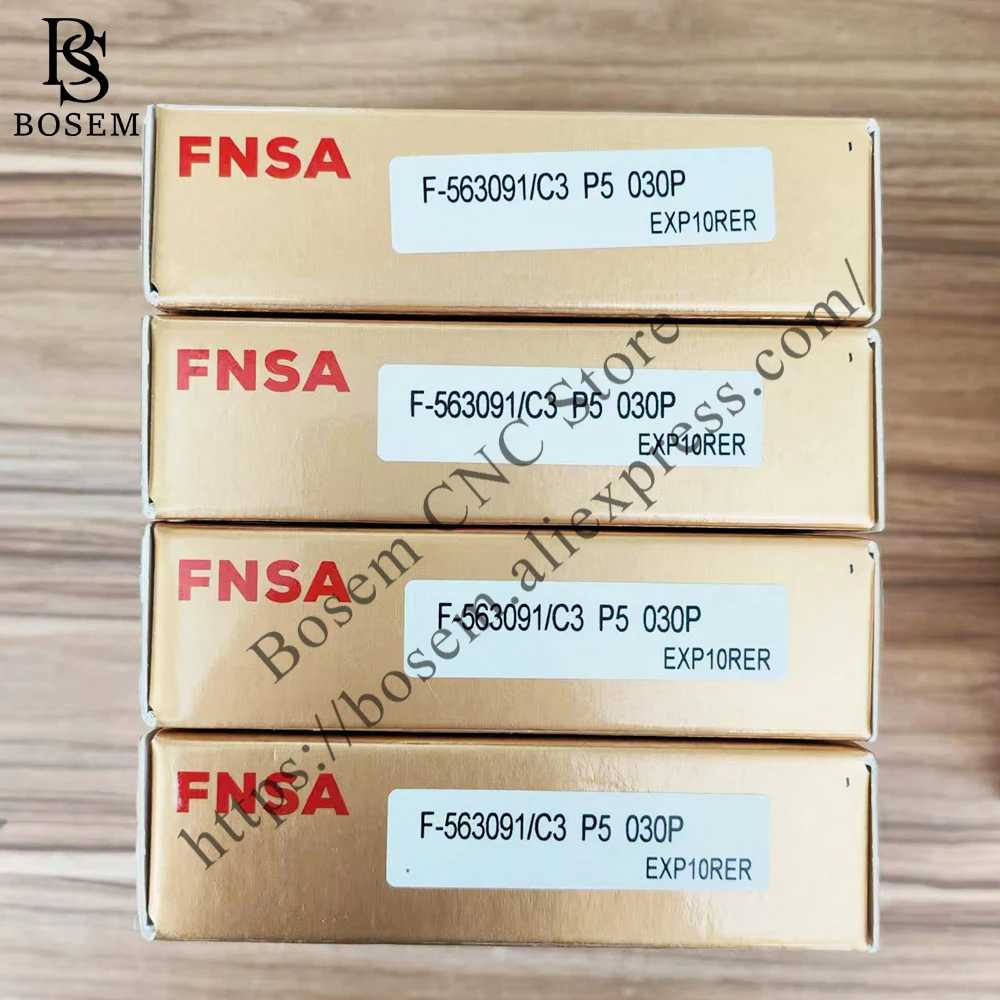 BS
BOSEM
FNSA
F-563091/C3 P5 030P
EXP10RER
FNSA
F-563091/C3 P5 030P
EXP10RER
FNSA
F-563091/C3 P5 030P
EXP10RER
FNSA
F-563091/C3 P5 030P
EXP10RER
Bosem CNC Store
https://bosem.aliexpress.com/